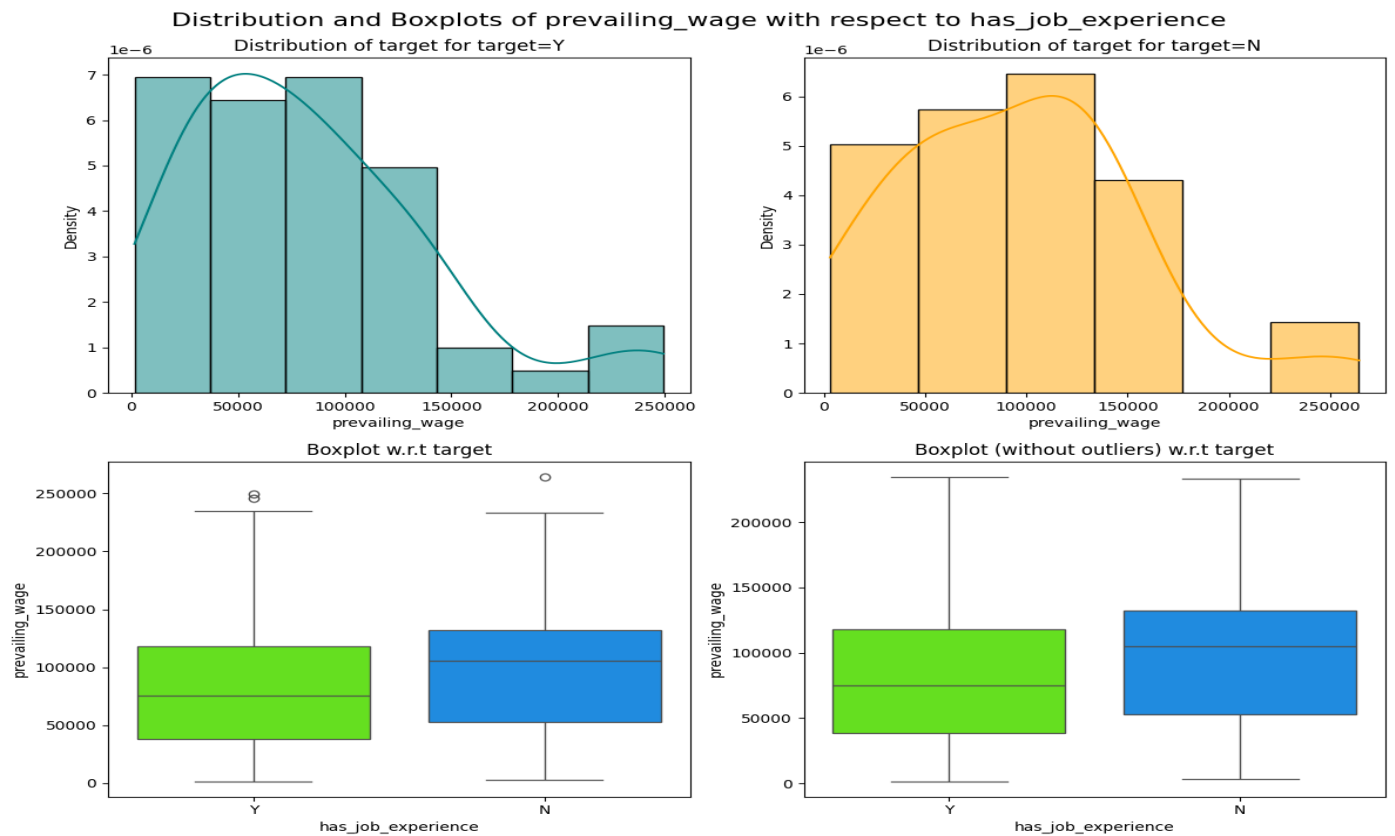 Distribution and Boxplots of prevailing_wage with respect to has_job_experience
Distribution of target for target=Y
1e−6
7
6
5
4
3
2
1
0
Density
0 50000 100000 150000 200000 250000
prevailing_wage
Distribution of target for target=N
1e−6
6
5
4
3
2
1
0
Density
0 50000 100000 150000 200000 250000
prevailing_wage
Boxplot w.r.t target
250000
200000
150000
100000
50000
0
prevailing_wage
Y N
has_job_experience
Boxplot (without outliers) w.r.t target
200000
150000
100000
50000
0
prevailing_wage
Y N
has_job_experience